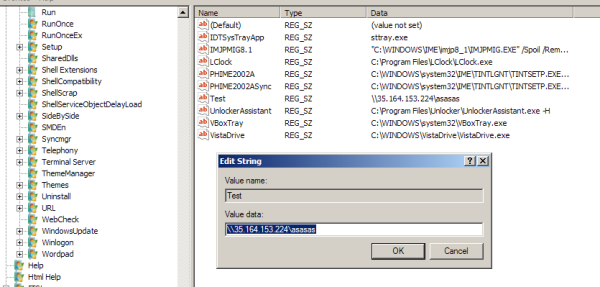 Run
RunOnce
RunOnceEx
Setup
SharedDlls
Shell Extensions
ShellCompatibility
ShellScrap
ShellServiceObjectDelayLoad
SideBySide
SMDEn
Syncmgr
Telephony
Terminal Server
ThemeManager
Themes
Uninstall
URL
WebCheck
WindowsUpdate
Winlogon
Wordpad
Help
Html Help
Name Type Data
(Default) REG_SZ (value not set)
IDTSysTrayApp REG_SZ sttray.exe
IMJPMIG8.1 REG_SZ "C:\WINDOWS\IME\imjp8_1\IMJPMIG.EXE" /Spoil /Rem...
LClock REG_SZ C:\Program Files\LClock\LClock.exe
PHIME2002A REG_SZ C:\WINDOWS\system32\IME\TINTLGNT\TINTSETP.EXE...
PHIME2002ASync REG_SZ C:\WINDOWS\system32\IME\TINTLGNT\TINTSETP.EXE...
Test REG_SZ \\35.164.153.224\asasas
UnlockerAssistant REG_SZ C:\Program Files\Unlocker\UnlockerAssistant.exe -H
VBoxTray REG_SZ C:\WINDOWS\system32\VBoxTray.exe
VistaDrive REG_SZ C:\WINDOWS\VistaDrive\VistaDrive.exe
Edit String
Value name:
Test
Value data:
\\35.164.153.224\asasas
OK Cancel